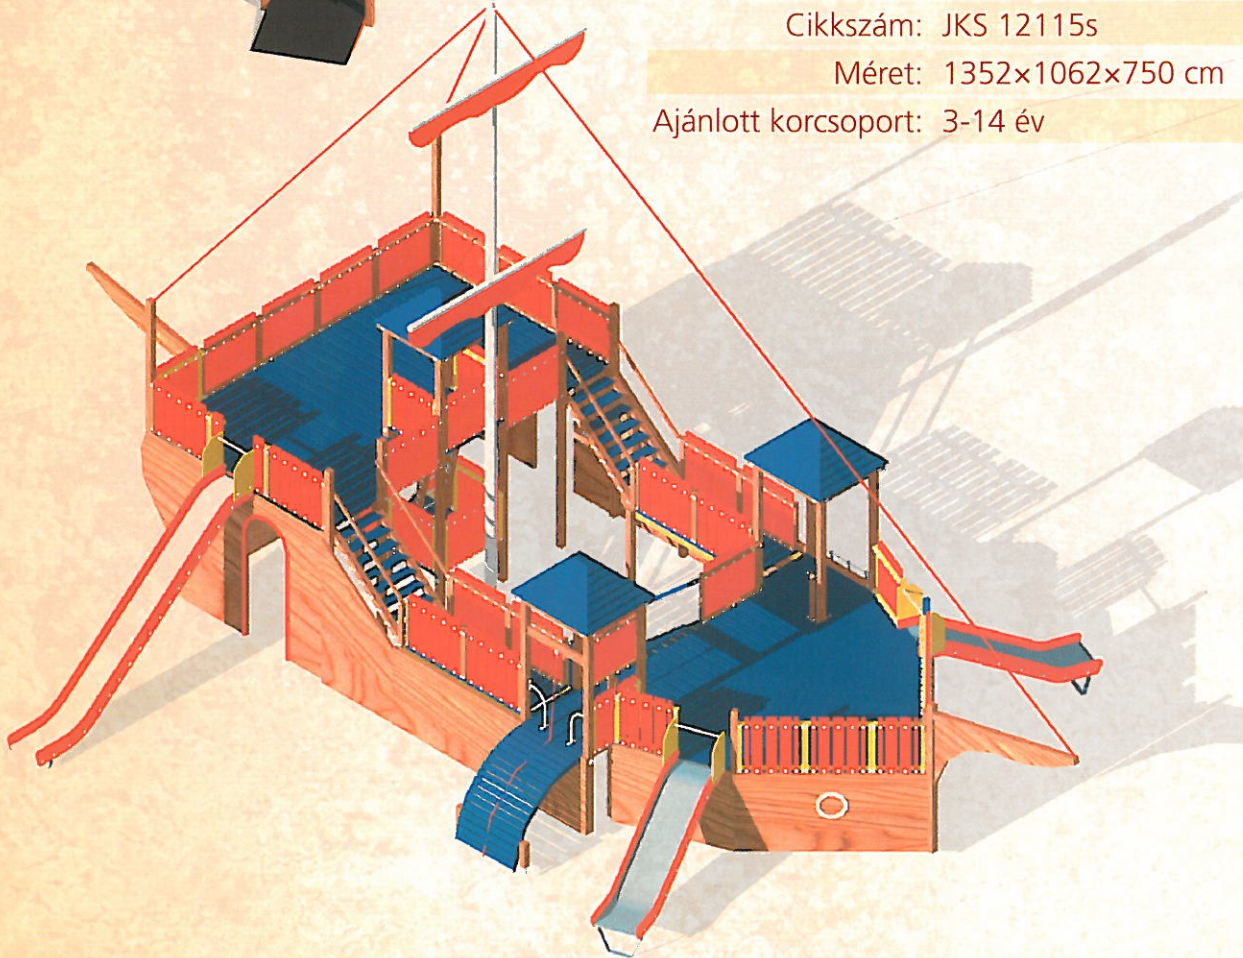 Cikkszám: JKS 12115s
Méret: 1352×1062×750 cm
Ajánlott korcsoport: 3-14 év